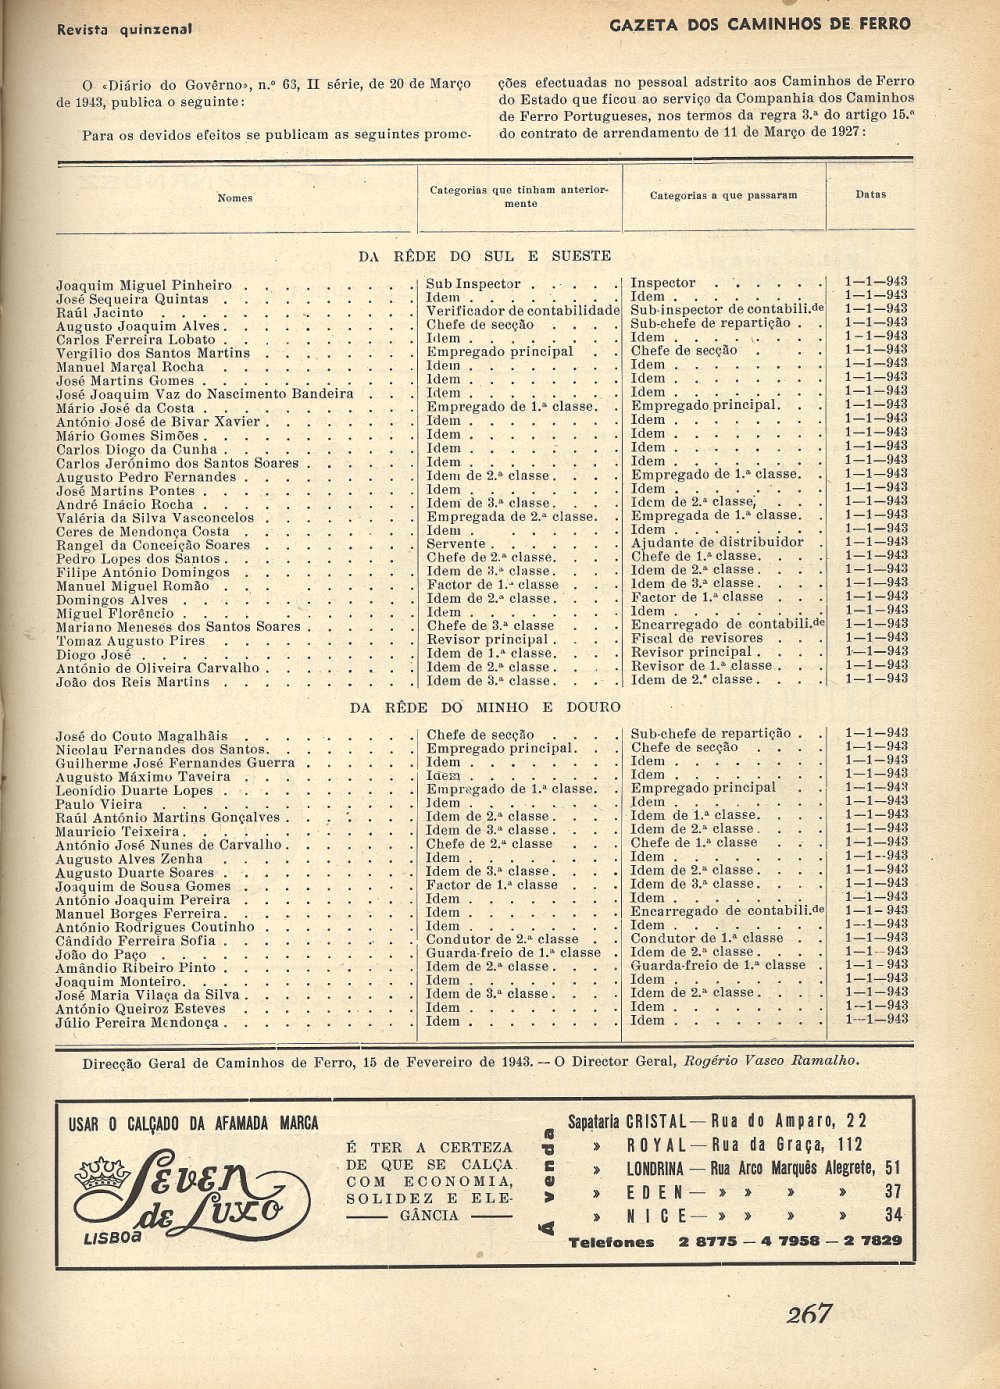 Revista quinzenal
GAZETA DOS CAMINHOS DE FERRO
O «Diário do Govêrno», n.º 63, II série, de 20 de Março
de 1943, publica o seguinte:
Para os devidos efeitos se publicam as seguintes promo-
ções efectuadas no pessoal adstrito aos Caminhos de Ferro
do Estado que ficou ao serviço da Companhia dos Caminhos
de Ferro Portugueses, nos termos da regra 3.ª do artigo 15.º
do contrato de arrendamento de 11 de Março de 1927:
Nomes | Categorias que tinham anterior-mente | Categorias a que passaram | Datas
DA RÊDE DO SUL E SUESTE
Joaquim Miguel Pinheiro | Sub Inspector | Inspector | 1—1—943
José Sequeira Quintas | Idem | Idem | 1—1—943
Raúl Jacinto | Verificador de contabilidade | Sub-inspector de contabili.de | 1—1—943
Augusto Joaquim Alves | Chefe de secção | Sub-chefe de repartição | 1—1—943
Carlos Ferreira Lobato | Idem | Idem | 1—1—943
Vergilio dos Santos Martins | Empregado principal | Chefe de secção | 1—1—943
Manuel Marçal Rocha | Idem | Idem | 1—1—943
José Martins Gomes | Idem | Idem | 1—1—943
José Joaquim Vaz do Nascimento Bandeira | Idem | Idem | 1—1—943
Mário José da Costa | Empregado de 1.ª classe | Empregado principal | 1—1—943
António José de Bivar Xavier | Idem | Idem | 1—1—943
Mário Gomes Simões | Idem | Idem | 1—1—943
Carlos Diogo da Cunha | Idem | Idem | 1—1—943
Carlos Jerónimo dos Santos Soares | Idem | Idem | 1—1—943
Augusto Pedro Fernandes | Idem de 2.ª classe | Empregado de 1.ª classe | 1—1—943
José Martins Pontes | Idem | Idem | 1—1—943
André Inácio Rocha | Idem de 3.ª classe | Idem de 2.ª classe | 1—1—943
Valéria da Silva Vasconcelos | Empregada de 2.ª classe | Empregada de 1.ª classe | 1—1—943
Ceres de Mendonça Costa | Idem | Idem | 1—1—943
Rangel da Conceição Soares | Servente | Ajudante de distribuidor | 1—1—943
Pedro Lopes dos Santos | Chefe de 2.ª classe | Chefe de 1.ª classe | 1—1—943
Filipe António Domingos | Idem de 3.ª classe | Idem de 2.ª classe | 1—1—943
Manuel Miguel Romão | Factor de 1.ª classe | Idem de 3.ª classe | 1—1—943
Domingos Alves | Idem de 2.ª classe | Factor de 1.ª classe | 1—1—943
Miguel Florêncio | Idem | Idem | 1—1—943
Mariano Meneses dos Santos Soares | Chefe de 3.ª classe | Encarregado de contabili.de | 1—1—943
Tomaz Augusto Pires | Revisor principal | Fiscal de revisores | 1—1—943
Diogo José | Idem de 1.ª classe | Revisor principal | 1—1—943
António de Oliveira Carvalho | Idem de 2.ª classe | Revisor de 1.ª classe | 1—1—943
João dos Reis Martins | Idem de 3.ª classe | Idem de 2.ª classe | 1—1—943
DA RÊDE DO MINHO E DOURO
José do Couto Magalhãis | Chefe de secção | Sub-chefe de repartição | 1—1—943
Nicolau Fernandes dos Santos | Empregado principal | Chefe de secção | 1—1—943
Guilherme José Fernandes Guerra | Idem | Idem | 1—1—943
Augusto Máximo Taveira | Idem | Idem | 1—1—943
Leonídio Duarte Lopes | Empregado de 1.ª classe | Empregado principal | 1—1—943
Paulo Vieira | Idem | Idem | 1—1—943
Raúl António Martins Gonçalves | Idem de 2.ª classe | Idem de 1.ª classe | 1—1—943
Mauricio Teixeira | Idem de 3.ª classe | Idem de 2.ª classe | 1—1—943
António José Nunes de Carvalho | Chefe de 2.ª classe | Chefe de 1.ª classe | 1—1—943
Augusto Alves Zenha | Idem | Idem | 1—1—943
Augusto Duarte Soares | Idem de 3.ª classe | Idem de 2.ª classe | 1—1—943
Joaquim de Sousa Gomes | Factor de 1.ª classe | Idem de 3.ª classe | 1—1—943
António Joaquim Pereira | Idem | Idem | 1—1—943
Manuel Borges Ferreira | Idem | Encarregado de contabili.de | 1—1—943
António Rodrigues Coutinho | Idem | Idem | 1—1—943
Cândido Ferreira Sofia | Condutor de 2.ª classe | Condutor de 1.ª classe | 1—1—943
João do Paço | Guarda-freio de 1.ª classe | Idem de 2.ª classe | 1—1—943
Amândio Ribeiro Pinto | Idem de 2.ª classe | Guarda-freio de 1.ª classe | 1—1—943
Joaquim Monteiro | Idem | Idem | 1—1—943
José Maria Vilaça da Silva | Idem de 3.ª classe | Idem de 2.ª classe | 1—1—943
António Queiroz Esteves | Idem | Idem | 1—1—943
Júlio Pereira Mendonça | Idem | Idem | 1—1—943
Direcção Geral de Caminhos de Ferro, 15 de Fevereiro de 1943. — O Director Geral, Rogério Vasco Ramalho.
USAR O CALÇADO DA AFAMADA MARCA
Seven
de Luxo
LISBOA
É TER A CERTEZA
DE QUE SE CALÇA
COM ECONOMIA,
SOLIDEZ E ELE-
GÂNCIA
Á venda
Sapataria CRISTAL — Rua do Amparo, 22
» ROYAL — Rua da Graça, 112
» LONDRINA — Rua Arco Marquês Alegrete, 51
» EDEN — » » » » 37
» NICE — » » » » 34
Telefones 2 8775 — 4 7958 — 2 7829
267